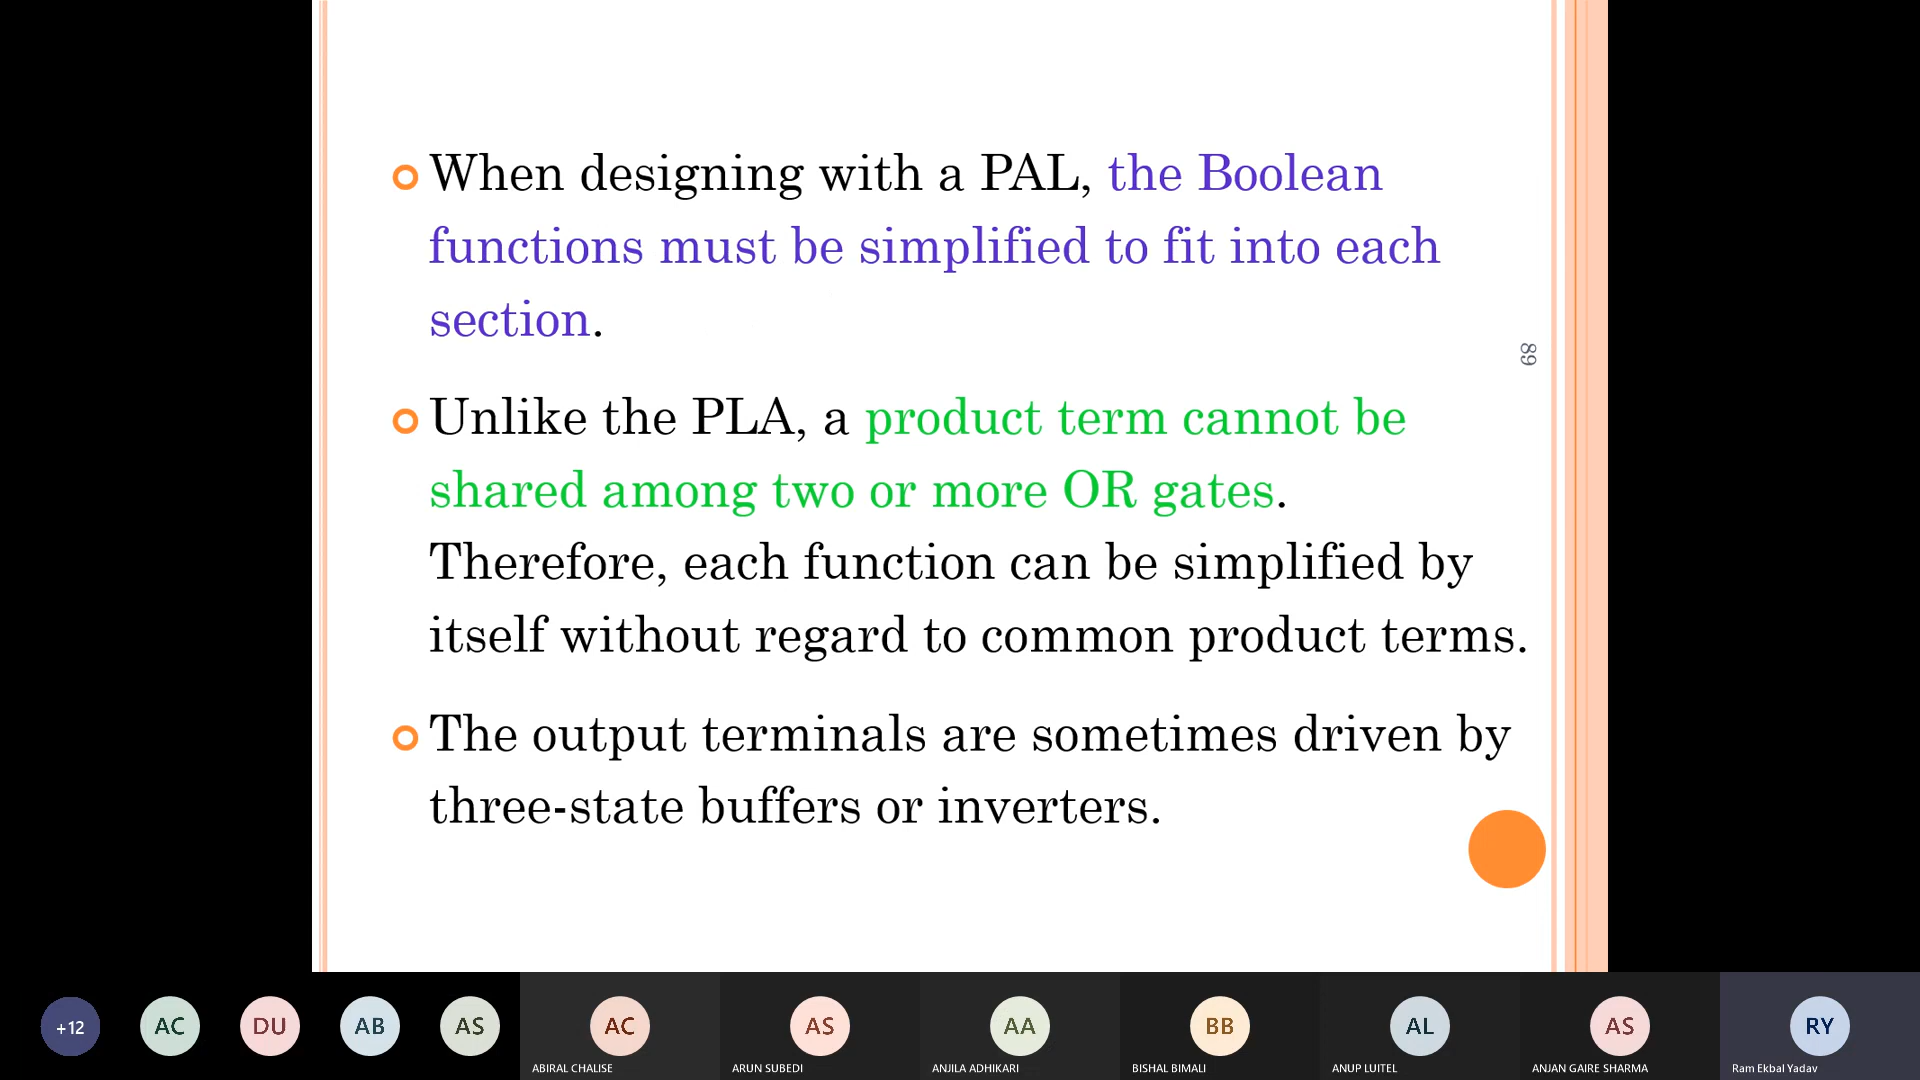 When designing with a PAL, the Boolean
functions must be simplified to fit into each
section.
89
Unlike the PLA, a product term cannot be
shared among two or more OR gates.
Therefore, each function can be simplified by
itself without regard to common product terms.
The output terminals are sometimes driven by
three-state buffers or inverters.
+12
AC
DU
AB
AS
AC
ABIRAL CHALISE
AS
ARUN SUBEDI
AA
ANJILA ADHIKARI
BB
BISHAL BIMALI
AL
ANUP LUITEL
AS
ANJAN GAIRE SHARMA
RY
Ram Ekbal Yadav